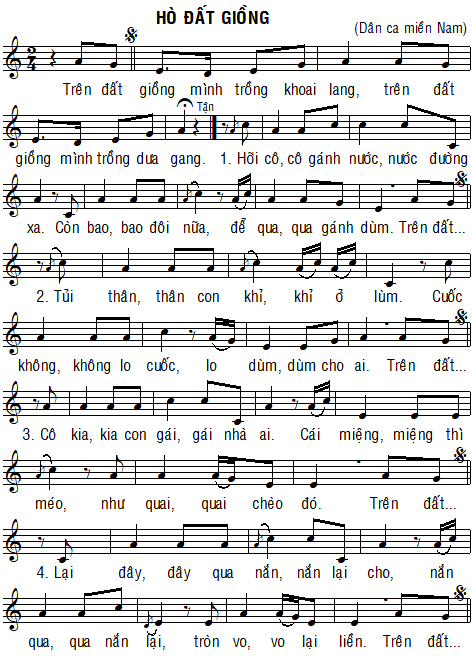 HÒ ĐẤT GIỒNG
(Dân ca miền Nam)
Trên đất giồng mình trồng khoai lang, trên đất
Tận
giồng mình trồng dưa gang. 1. Hỡi cô, cô gánh nước, nước đường
xa. Còn bao, bao đôi nữa, để qua, qua gánh dùm. Trên đất...
2. Tủi thân, thân con khỉ, khỉ ở lùm. Cuốc
không, không lo cuốc, lo dùm, dùm cho ai. Trên đất...
3. Cô kia, kia con gái, gái nhà ai. Cái miệng, miệng thì
méo, như quai, quai chèo đó. Trên đất...
4. Lại đây, đây qua nắn, nắn lại cho, nắn
qua, qua nắn lại, tròn vo, vo lại liền. Trên đất...